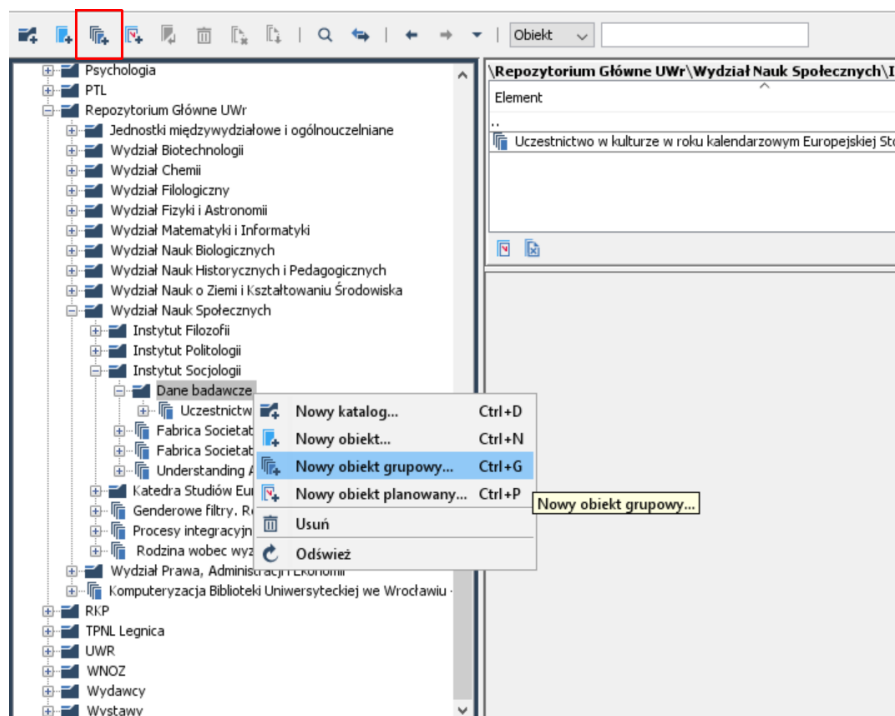 Obiekt
Psychologia
PTL
Repozytorium Główne UWr
Jednostki międzywydziałowe i ogólnouczelniane
Wydział Biotechnologii
Wydział Chemii
Wydział Filologiczny
Wydział Fizyki i Astronomii
Wydział Matematyki i Informatyki
Wydział Nauk Biologicznych
Wydział Nauk Historycznych i Pedagogicznych
Wydział Nauk o Ziemi i Kształtowaniu Środowiska
Wydział Nauk Społecznych
Instytut Filozofii
Instytut Politologii
Instytut Socjologii
Dane badawcze
Uczestnictw
Fabrica Societat
Fabrica Societat
Understanding A
Katedra Studiów Eur
Genderowe filtry. Re
Procesy integracyjn
Rodzina wobec wyz
Wydział Prawa, Administracji i Ekonomii
Komputeryzacja Biblioteki Uniwersyteckiej we Wrocławiu -
RKP
TPNL Legnica
UWR
WNOZ
Wydawcy
Wystawy
Nowy katalog... Ctrl+D
Nowy obiekt... Ctrl+N
Nowy obiekt grupowy... Ctrl+G
Nowy obiekt planowany... Ctrl+P
Usuń
Odśwież
Nowy obiekt grupowy...
\Repozytorium Główne UWr\Wydział Nauk Społecznych\I
Element
..
Uczestnictwo w kulturze w roku kalendarzowym Europejskiej Sto